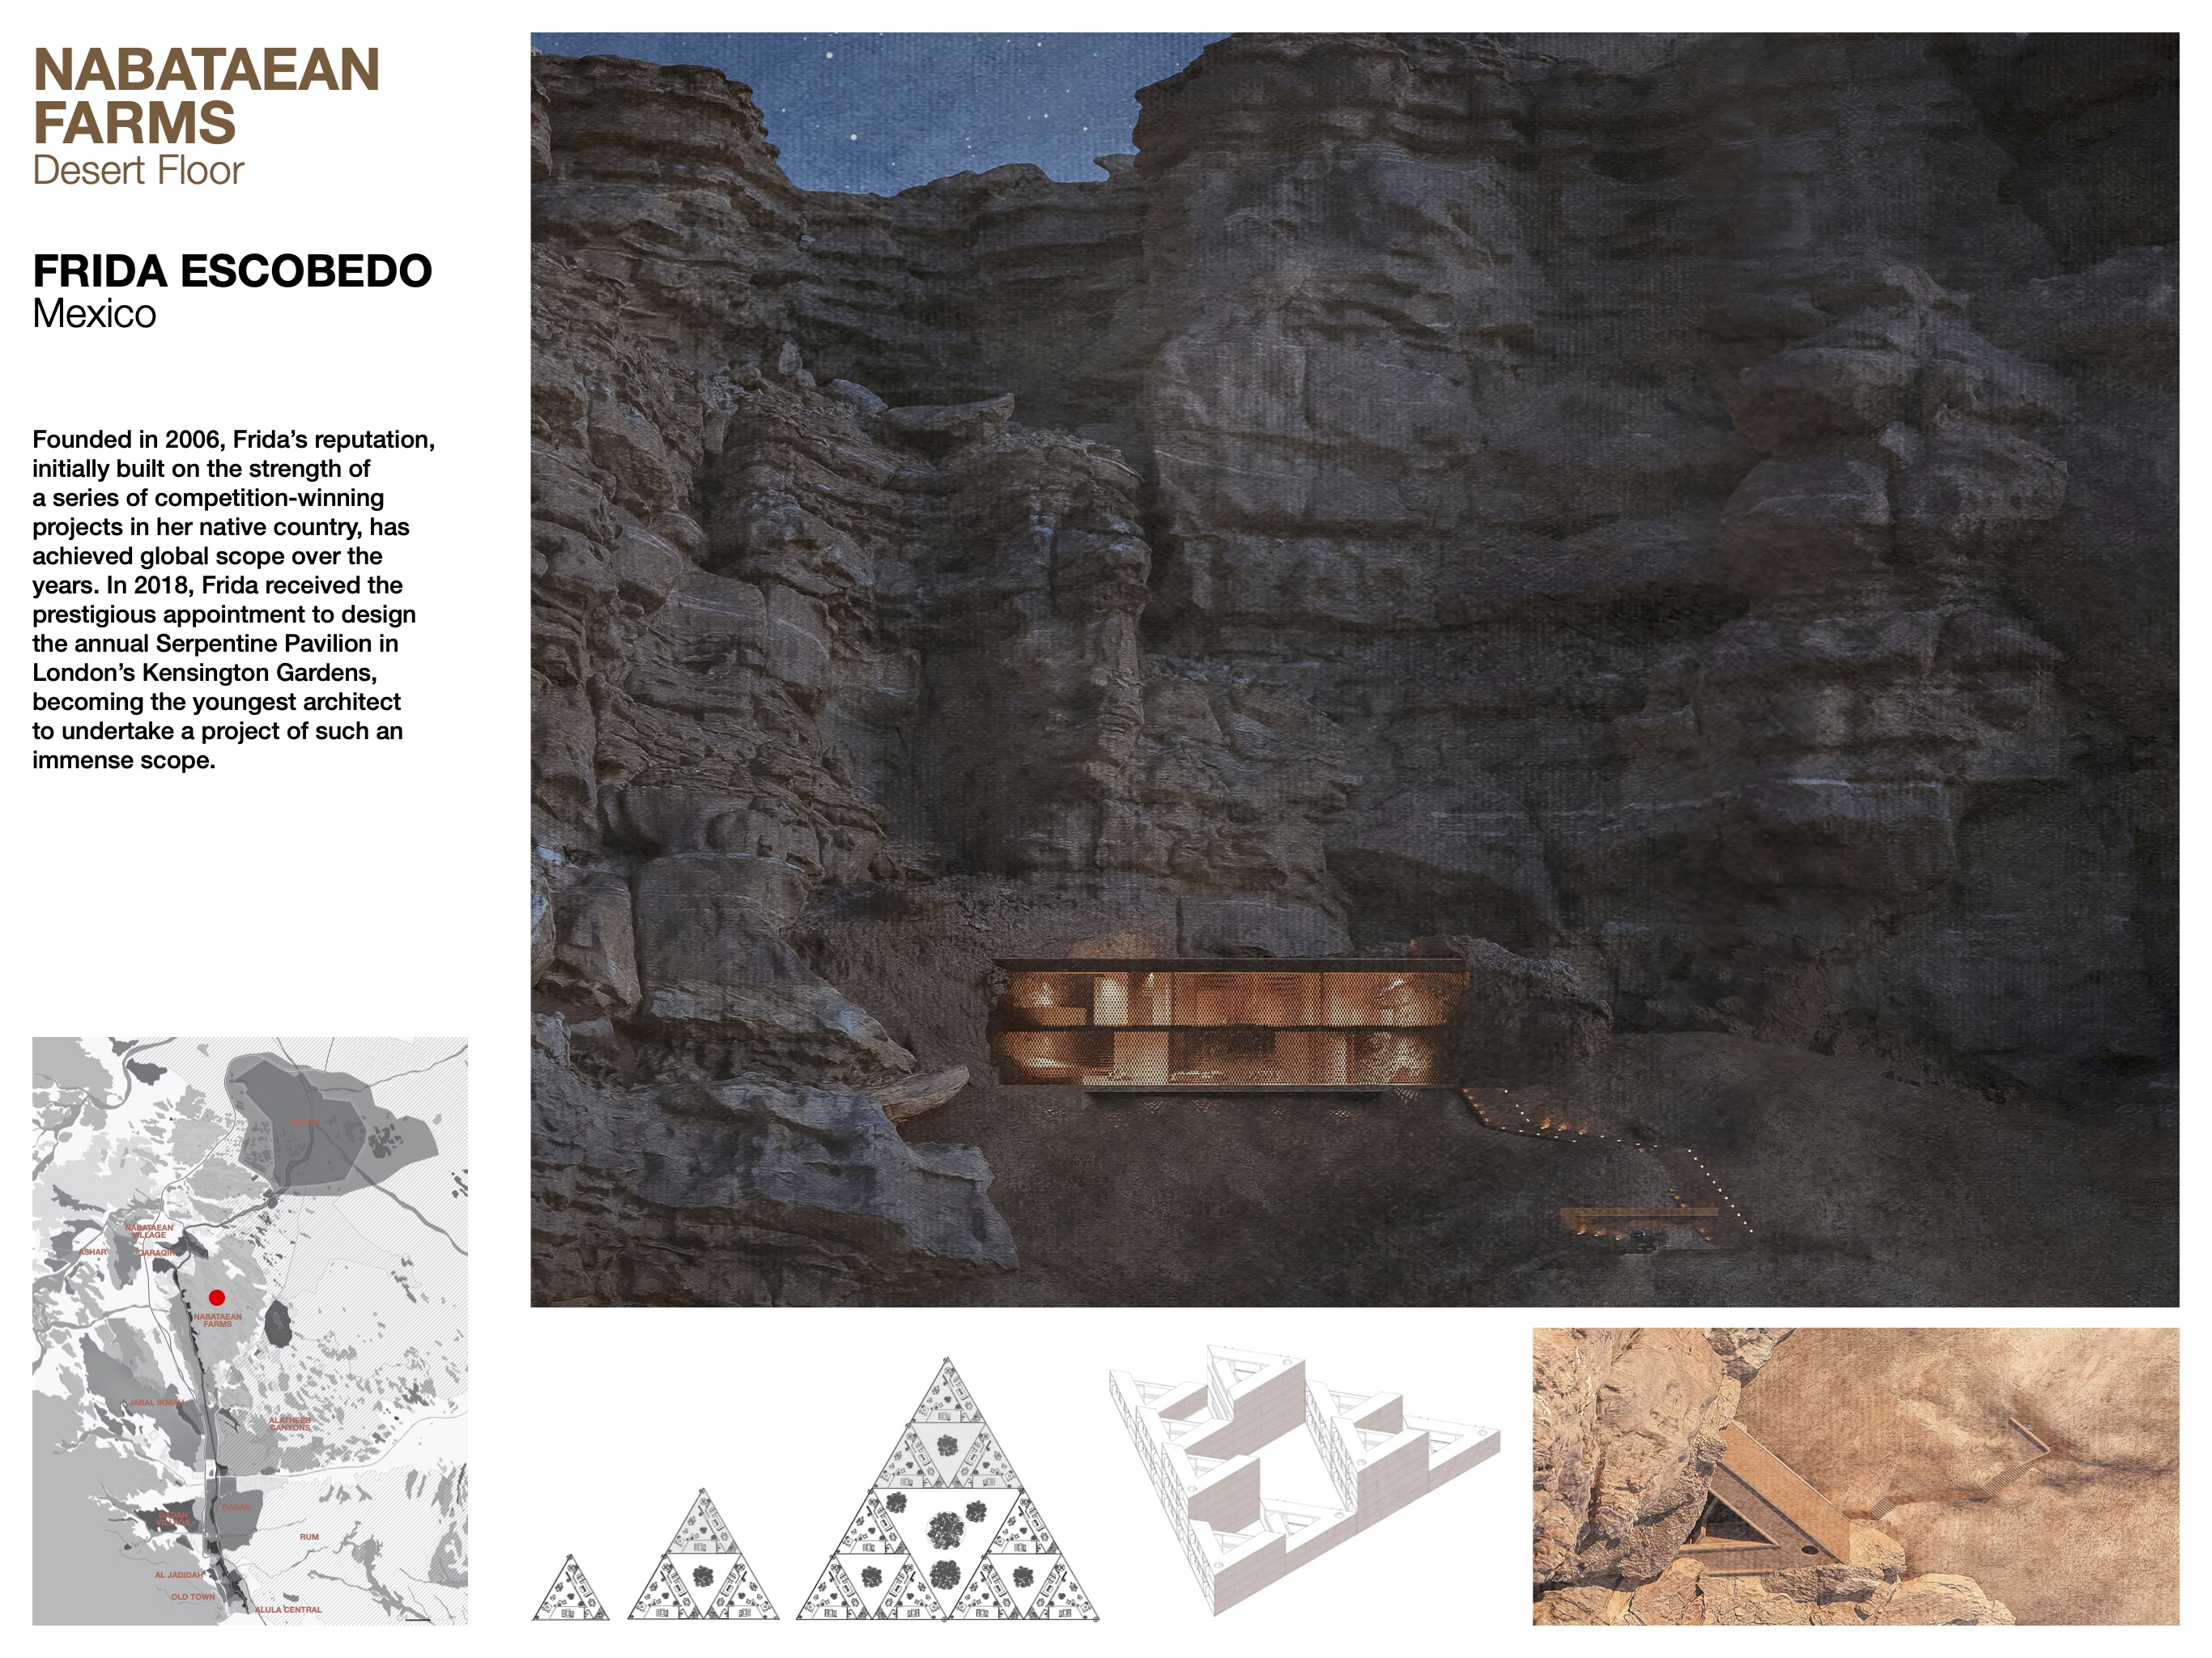 NABATAEAN
FARMS
Desert Floor
FRIDA ESCOBEDO
Mexico
Founded in 2006, Frida’s reputation,
initially built on the strength of
a series of competition-winning
projects in her native country, has
achieved global scope over the
years. In 2018, Frida received the
prestigious appointment to design
the annual Serpentine Pavilion in
London’s Kensington Gardens,
becoming the youngest architect
to undertake a project of such an
immense scope.
NABATAEAN
VILLAGE
ASHAR
QARAQIR
NABATAEAN
FARMS
JABAL IKMAH
ALATHEEB
CANYONS
DADAN
VILLAGE
DADAN
RUM
AL JADIDAH
OLD TOWN
ALULA CENTRAL